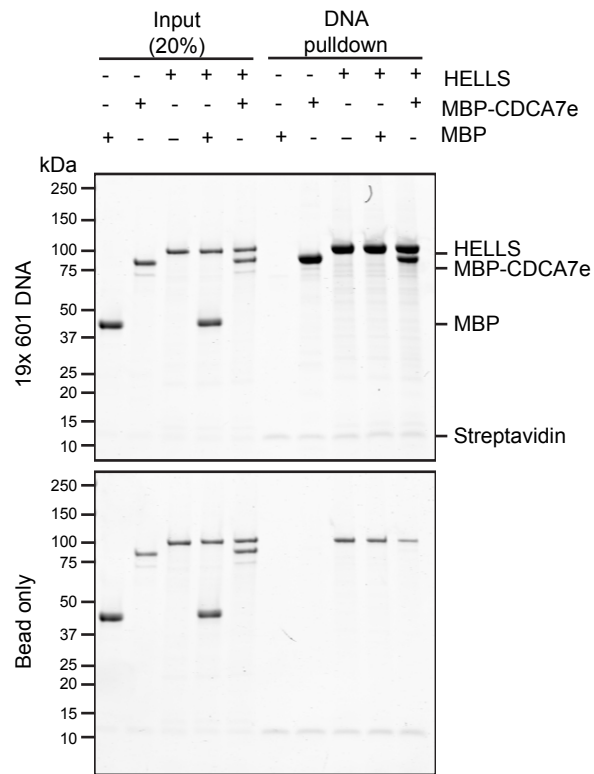 Input DNA
(20%) pulldown
- - + + + - - + + + HELLS
- + - - + - + - - + MBP-CDCA7e
+ - – + - + - – + - MBP
kDa
250
150
100
75
50
37
25
20
15
10
19x 601 DNA
HELLS
MBP-CDCA7e
MBP
Streptavidin
250
150
100
75
50
37
25
20
15
10
Bead only